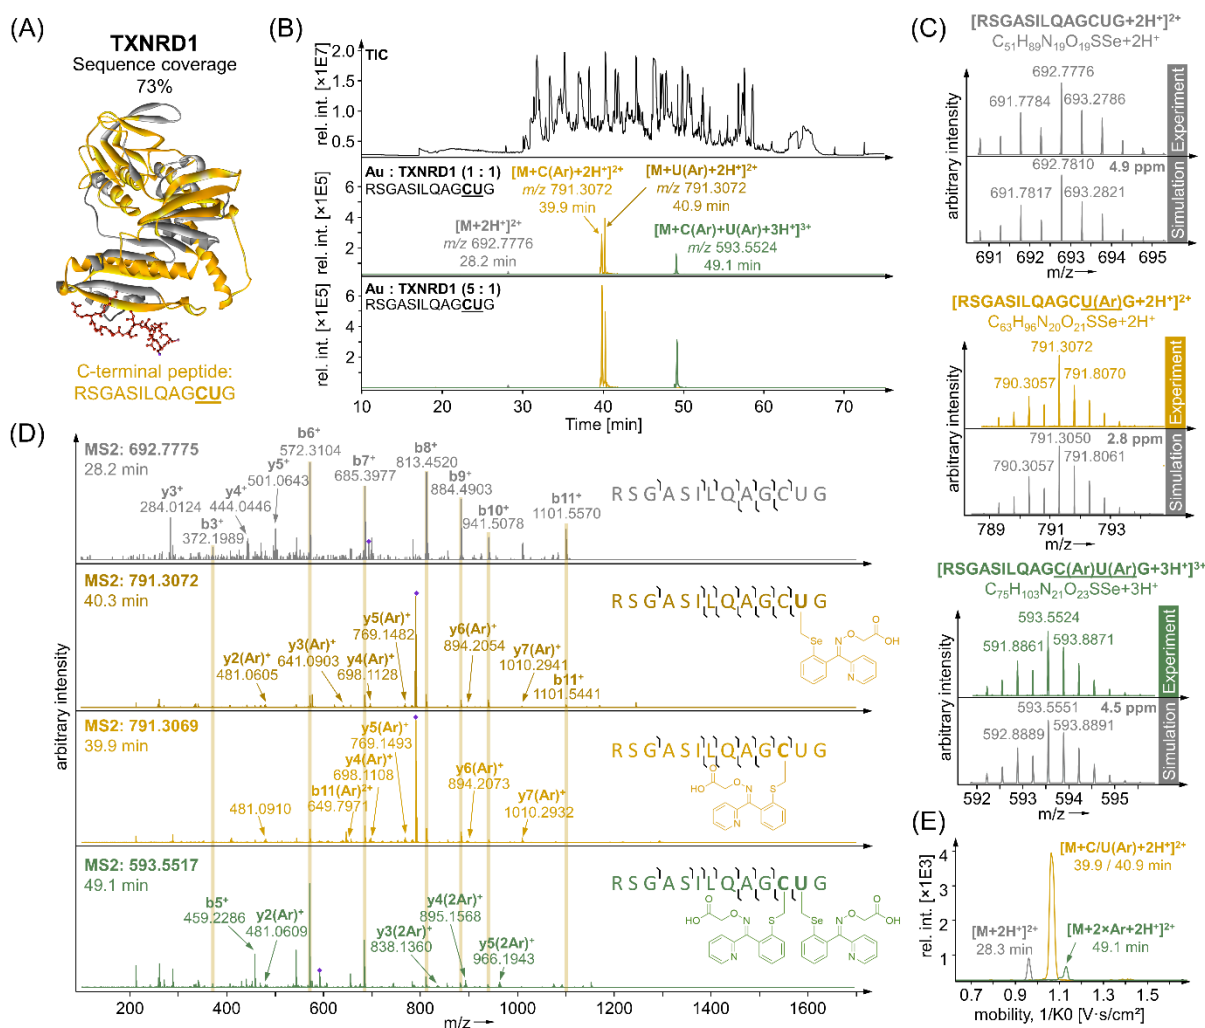 (A)
TXNRD1
Sequence coverage
73%
C-terminal peptide:
RSGASILQAGCUG
(B)
TIC
rel. int. [×1E7]
2.0
1.5
1.0
0.5
Au : TXNRD1 (1 : 1)
RSGASILQAGCUG
rel. int. [×1E5]
6
4
2
[M+2H⁺]²⁺
m/z 692.7776
28.2 min
[M+C(Ar)+2H⁺]²⁺
m/z 791.3072
39.9 min
[M+U(Ar)+2H⁺]²⁺
m/z 791.3072
40.9 min
[M+C(Ar)+U(Ar)+3H⁺]³⁺
m/z 593.5524
49.1 min
Au : TXNRD1 (5 : 1)
RSGASILQAGCUG
rel. int. [×1E5]
6
4
2
10 20 30 40 50 60 70
Time [min]
(C)
[RSGASILQAGCUG+2H⁺]²⁺
C₅₁H₈₉N₁₉O₁₉SSe+2H⁺
arbitrary intensity
692.7776
691.7784
693.2786
Experiment
692.7810
4.9 ppm
691.7817
693.2821
Simulation
691 692 693 694 695
m/z
[RSGASILQAGCU(Ar)G+2H⁺]²⁺
C₆₃H₉₆N₂₀O₂₁SSe+2H⁺
arbitrary intensity
791.3072
790.3057
791.8070
Experiment
791.3050
2.8 ppm
790.3057
791.8061
Simulation
789 791 793
m/z
[RSGASILQAGC(Ar)U(Ar)G+3H⁺]³⁺
C₇₅H₁₀₃N₂₁O₂₃SSe+3H⁺
arbitrary intensity
593.5524
591.8861
593.8871
Experiment
593.5551
4.5 ppm
592.8889
593.8891
Simulation
592 593 594 595
m/z
(D)
arbitrary intensity
MS2: 692.7775
28.2 min
y3⁺
284.0124
b3⁺
372.1989
y4⁺
444.0446
y5⁺
501.0643
b6⁺
572.3104
b7⁺
685.3977
b8⁺
813.4520
b9⁺
884.4903
b10⁺
941.5078
b11⁺
1101.5570
RSGASILQAGCUG
MS2: 791.3072
40.3 min
y2(Ar)⁺
481.0605
y3(Ar)⁺
641.0903
y4(Ar)⁺
698.1128
y5(Ar)⁺
769.1482
y6(Ar)⁺
894.2054
y7(Ar)⁺
1010.2941
b11⁺
1101.5441
RSGASILQAGCUG
Se
N
O
O
OH
N
MS2: 791.3069
39.9 min
481.0910
b11(Ar)²⁺
649.7971
y4(Ar)⁺
698.1108
y5(Ar)⁺
769.1493
y6(Ar)⁺
894.2073
y7(Ar)⁺
1010.2932
RSGASILQAGCUG
O
HO
O
N
S
N
MS2: 593.5517
49.1 min
b5⁺
459.2286
y2(Ar)⁺
481.0609
y3(2Ar)⁺
838.1360
y4(2Ar)⁺
895.1568
y5(2Ar)⁺
966.1943
RSGASILQAGCUG
O
HO
O
N
S
Se
N
O
O
OH
N
N
200 400 600 800 1000 1200 1400 1600
m/z
(E)
rel. int. [×1E3]
4
2
0
[M+C/U(Ar)+2H⁺]²⁺
39.9 / 40.9 min
[M+2H⁺]²⁺
28.3 min
[M+2×Ar+2H⁺]²⁺
49.1 min
0.7 0.9 1.1 1.3 1.5
mobility, 1/K0 [V·s/cm²]